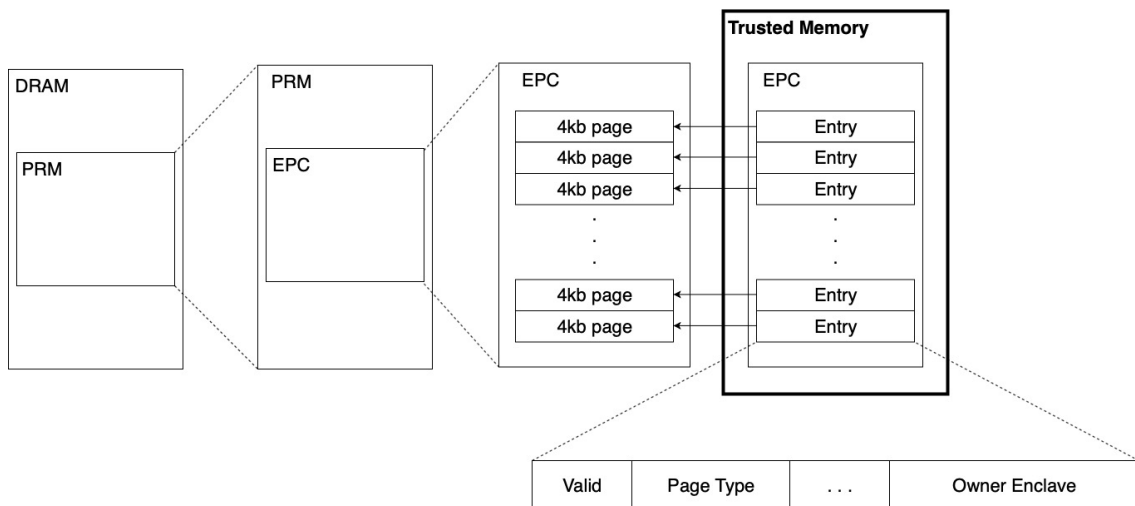 Trusted Memory
DRAM
PRM
EPC
EPC
PRM
EPC
4kb page
4kb page
4kb page
.
.
.
4kb page
4kb page
Entry
Entry
Entry
.
.
.
Entry
Entry
Valid
Page Type
. . .
Owner Enclave